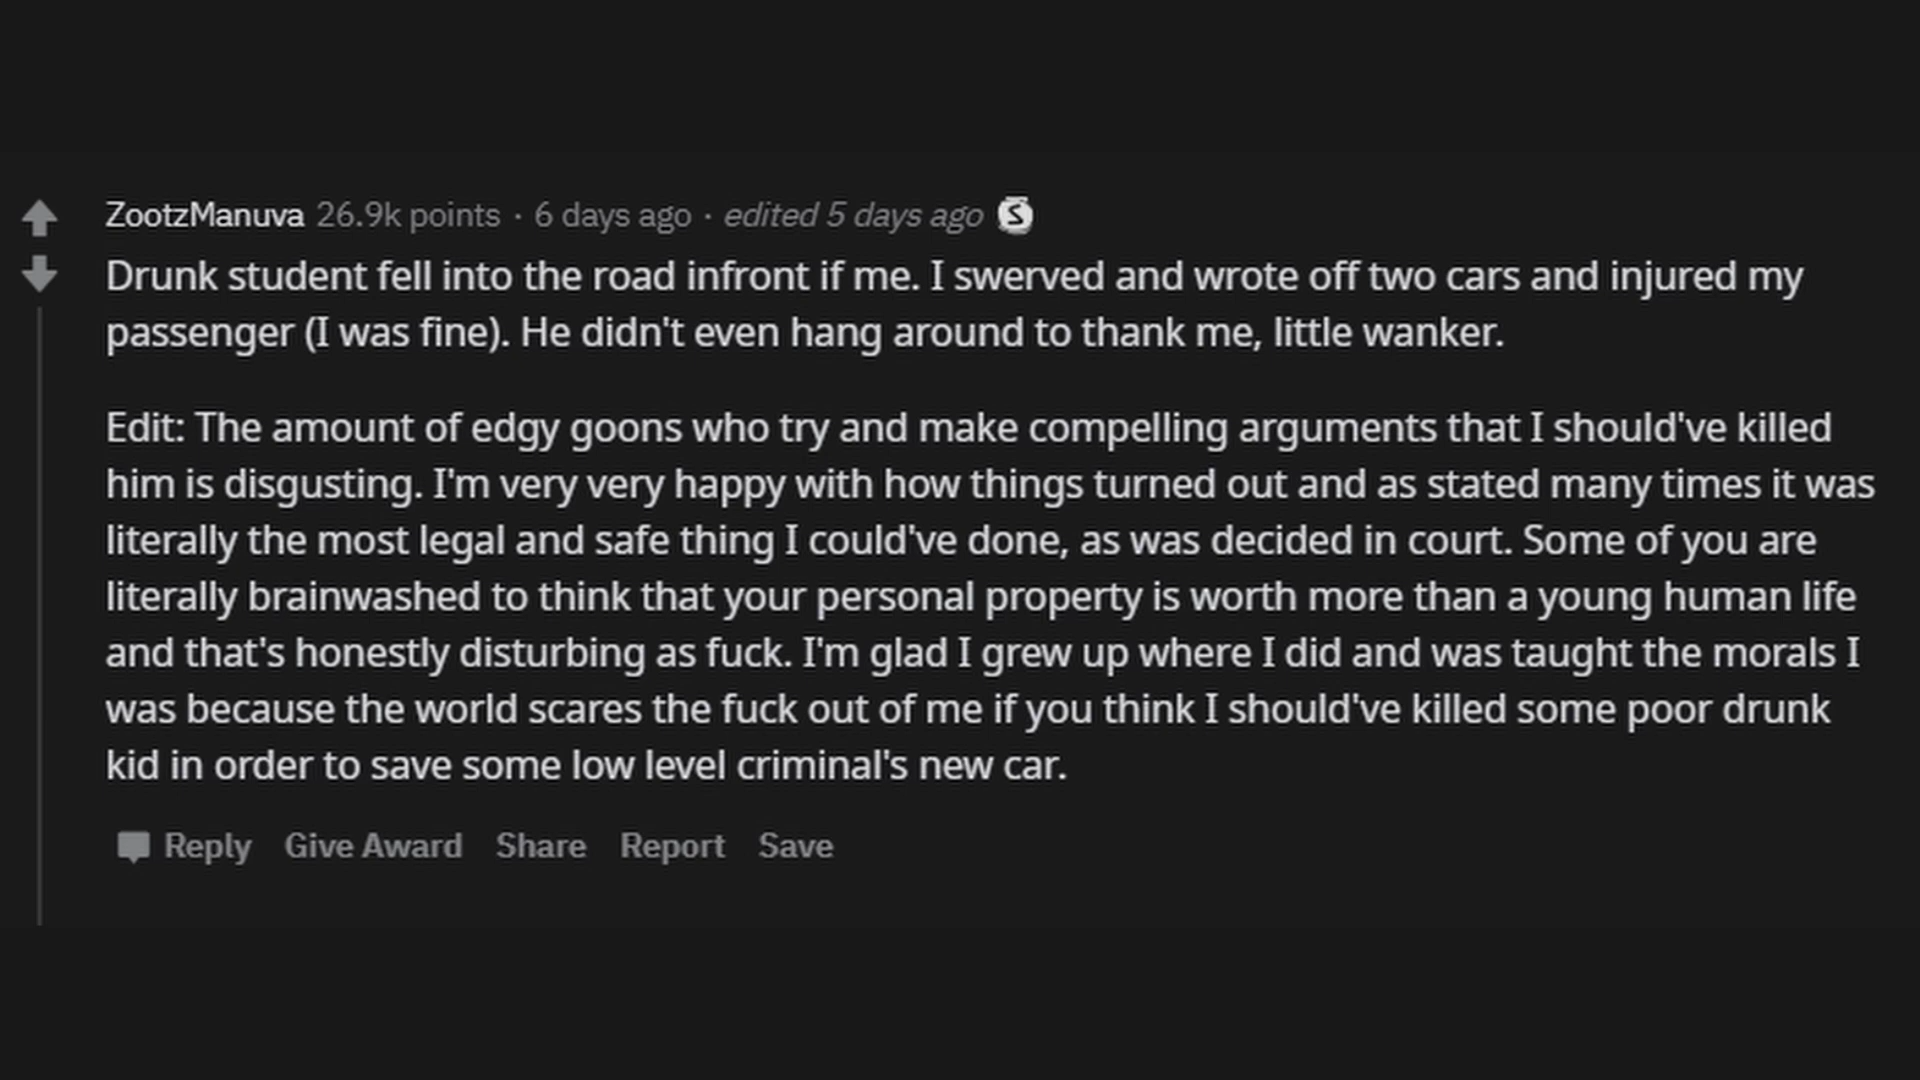 ZootzManuva 26.9k points · 6 days ago · edited 5 days ago S
Drunk student fell into the road infront if me. I swerved and wrote off two cars and injured my
passenger (I was fine). He didn't even hang around to thank me, little wanker.
Edit: The amount of edgy goons who try and make compelling arguments that I should've killed
him is disgusting. I'm very very happy with how things turned out and as stated many times it was
literally the most legal and safe thing I could've done, as was decided in court. Some of you are
literally brainwashed to think that your personal property is worth more than a young human life
and that's honestly disturbing as fuck. I'm glad I grew up where I did and was taught the morals I
was because the world scares the fuck out of me if you think I should've killed some poor drunk
kid in order to save some low level criminal's new car.
Reply Give Award Share Report Save